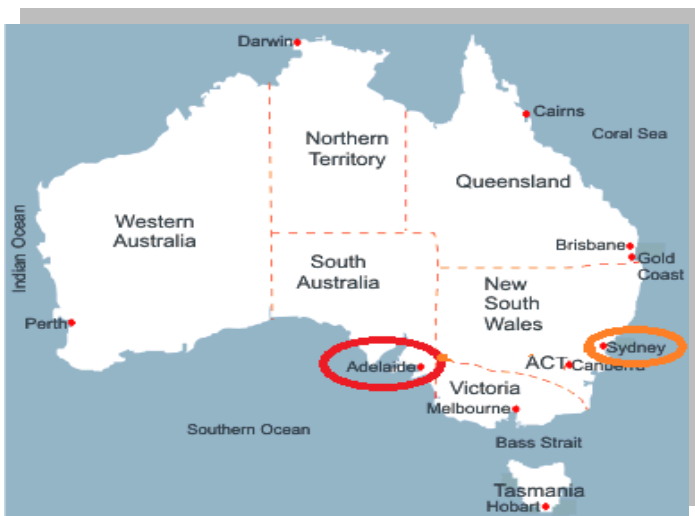 Darwin
Cairns
Coral Sea
Northern
Territory
Queensland
Western
Australia
Indian Ocean
Brisbane
Gold
Coast
South
Australia
New
South
Wales
Perth
Sydney
Adelaide
ACT
Canberra
Victoria
Melbourne
Southern Ocean
Bass Strait
Tasmania
Hobart